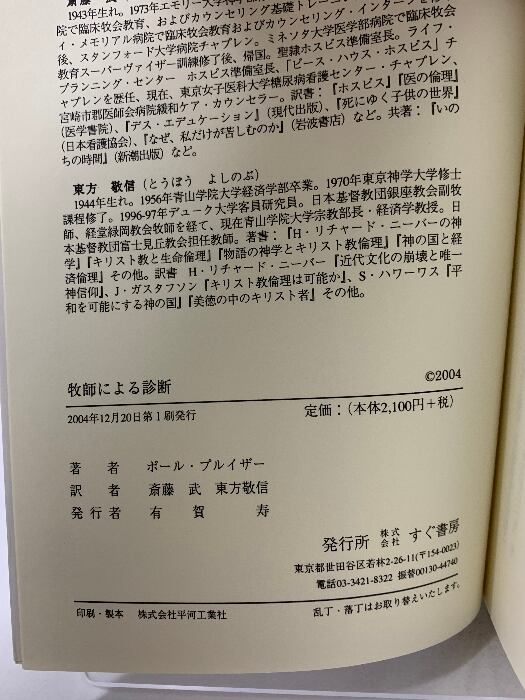 1943年生れ。1973年エモリー大学
院で臨床牧会教育、およびカウンセリング基礎トレーニ
ィ・メモリアル病院で臨床牧会教育およびカウンセリング・インターンを
後、スタンフォード大学病院チャプレン。ミネソタ大学医学部病院で臨床牧会
教育スーパーヴァイザー訓練修了後、帰国。聖隷ホスピス準備室長。ライフ・
プランニング・センター　ホスピス準備室長、「ピース・ハウス・ホスピス」チ
ャプレンを歴任、現在、東京女子医科大学糖尿病看護センター・チャプレン、
宮崎市郡医師会病院緩和ケア・カウンセラー。訳書：『ホスピス』『医の倫理』
(医学書院)、『デス・エデュケーション』(現代出版)、『死にゆく子供の世界』
(日本看護協会)、『なぜ、私だけが苦しむのか』(岩波書店)など。共著：『いの
ちの時間』(新潮出版)など。
東方 敬信（とうぼう　よしのぶ）
1944年生れ。1956年青山学院大学経済学部卒業。1970年東京神学大学修士
課程修了。1996-97年デューク大学客員研究員。日本基督教団銀座教会副牧
師、経堂緑岡教会牧師を経て、現在青山学院大学宗教部長・経済学教授。日
本基督教団富士見丘教会担任教師。著書：『H・リチャード・ニーバーの神
学』『キリスト教と生命倫理』『物語の神学とキリスト教倫理』『神の国と経
済倫理』その他。訳書　H・リチャード・ニーバー『近代文化の崩壊と唯一
神信仰』、J・ガスタフソン『キリスト教倫理は可能か』、S・ハワーワス『平
和を可能にする神の国』『美徳の中のキリスト者』その他。
©2004
牧師による診断
2004年12月20日第1刷発行
定価：(本体2,100円＋税)
著　者　ポール・プルイザー
訳　者　斎藤 武　東方敬信
発行者　有賀　寿
発行所　株式会社　すぐ書房
東京都世田谷区若林2-26-11(〒154-0023)
電話03-3421-8322 振替00130-44740
印刷・製本　株式会社平河工業社
乱丁・落丁はお取り替えいたします。